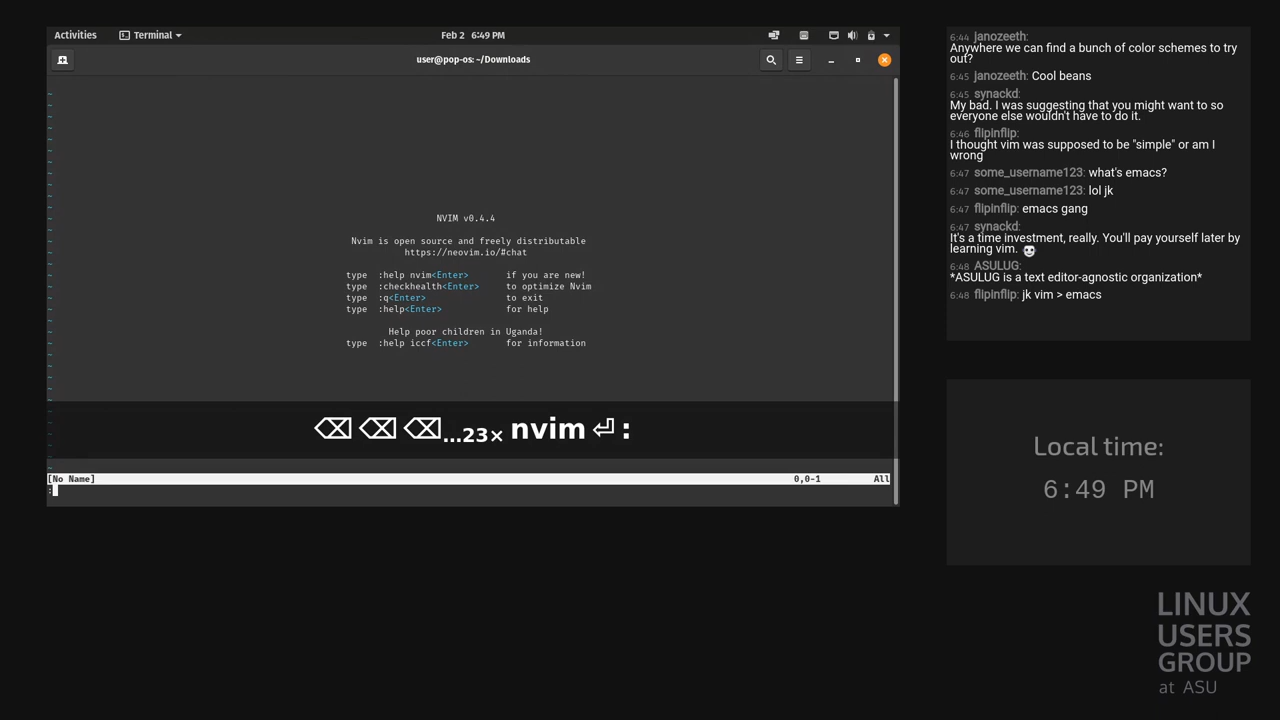 Activities Terminal Feb 2 6:49 PM
user@pop-os: ~/Downloads
~
~
~
~
~
~
~
~
~
~
~
NVIM v0.4.4
~
~
Nvim is open source and freely distributable
https://neovim.io/#chat
~
type :help nvim<Enter> if you are new!
type :checkhealth<Enter> to optimize Nvim
type :q<Enter> to exit
type :help<Enter> for help
~
Help poor children in Uganda!
type :help iccf<Enter> for information
~
~
~
~
⌫ ⌫ ⌫…23× nvim ⏎ :
~
[No Name] 0,0-1 All
:
6:44 janozeeth:
Anywhere we can find a bunch of color schemes to try
out?
6:45 janozeeth: Cool beans
6:45 synackd:
My bad. I was suggesting that you might want to so
everyone else wouldn't have to do it.
6:46 flipinflip:
I thought vim was supposed to be "simple" or am I
wrong
6:47 some_username123: what's emacs?
6:47 some_username123: lol jk
6:47 flipinflip: emacs gang
6:47 synackd:
It's a time investment, really. You'll pay yourself later by
learning vim.
6:48 ASULUG:
*ASULUG is a text editor-agnostic organization*
6:48 flipinflip: jk vim > emacs
Local time:
6:49 PM
LINUX
USERS
GROUP
at ASU